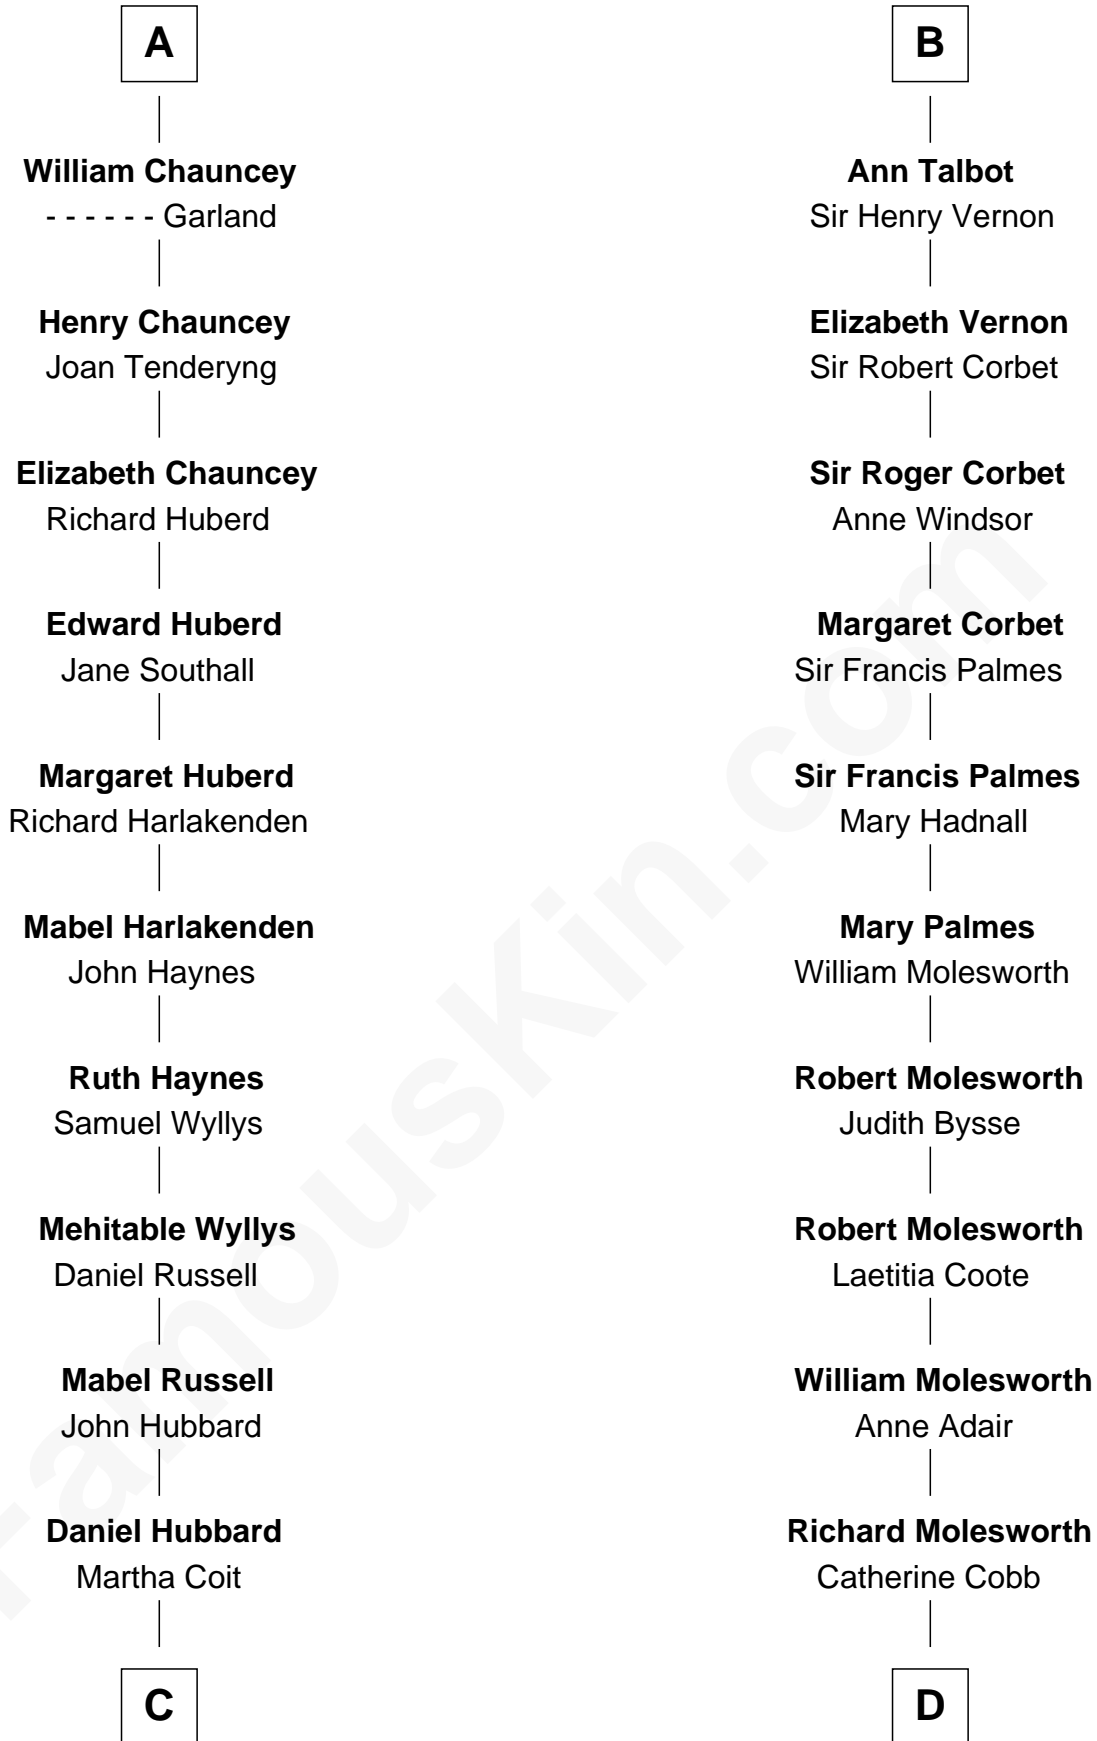 A
William Chauncey
- - - - - - Garland
Henry Chauncey
Joan Tenderyng
Elizabeth Chauncey
Richard Huberd
Edward Huberd
Jane Southall
Margaret Huberd
Richard Harlakenden
Mabel Harlakenden
John Haynes
Ruth Haynes
Samuel Wyllys
Mehitable Wyllys
Daniel Russell
Mabel Russell
John Hubbard
Daniel Hubbard
Martha Coit
C
B
Ann Talbot
Sir Henry Vernon
Elizabeth Vernon
Sir Robert Corbet
Sir Roger Corbet
Anne Windsor
Margaret Corbet
Sir Francis Palmes
Sir Francis Palmes
Mary Hadnall
Mary Palmes
William Molesworth
Robert Molesworth
Judith Bysse
Robert Molesworth
Laetitia Coote
William Molesworth
Anne Adair
Richard Molesworth
Catherine Cobb
D
FamousKin.com